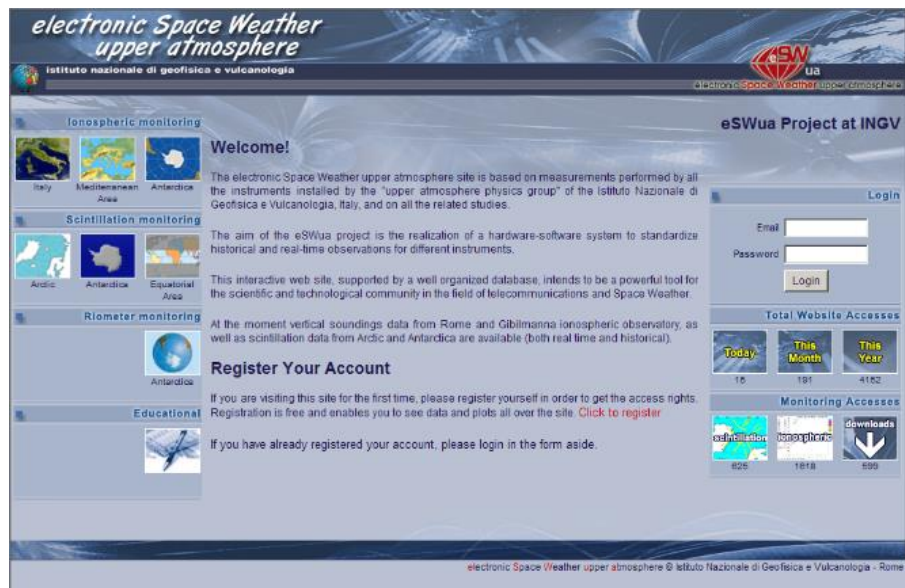 electronic Space Weather
upper atmosphere
istituto nazionale di geofisica e vulcanologia
eSW
ua
electronic Space Weather upper atmosphere
Ionospheric monitoring
Italy
Mediterranean
Area
Antarctica
Scintillation monitoring
Arctic
Antarctica
Equatorial
Area
Riometer monitoring
Antarctica
Educational
Welcome!
The electronic Space Weather upper atmosphere site is based on measurements performed by all
the instruments installed by the "upper atmosphere physics group" of the Istituto Nazionale di
Geofisica e Vulcanologia, Italy, and on all the related studies.
The aim of the eSWua project is the realization of a hardware-software system to standardize
historical and real-time observations for different instruments.
This interactive web site, supported by a well organized database, intends to be a powerful tool for
the scientific and technological community in the field of telecommunications and Space Weather.
At the moment vertical soundings data from Rome and Gibilmanna ionospheric observatory, as
well as scintillation data from Arctic and Antarctica are available (both real time and historical).
Register Your Account
If you are visiting this site for the first time, please register yourself in order to get the access rights.
Registration is free and enables you to see data and plots all over the site. Click to register
If you have already registered your account, please login in the form aside.
eSWua Project at INGV
Login
Email
Password
Login
Total Website Accesses
Today
This
Month
This
Year
16
191
4162
Monitoring Accesses
scintillation
ionospheric
downloads
625
1618
599
electronic Space Weather upper atmosphere © Istituto Nazionale di Geofisica e Vulcanologia - Rome